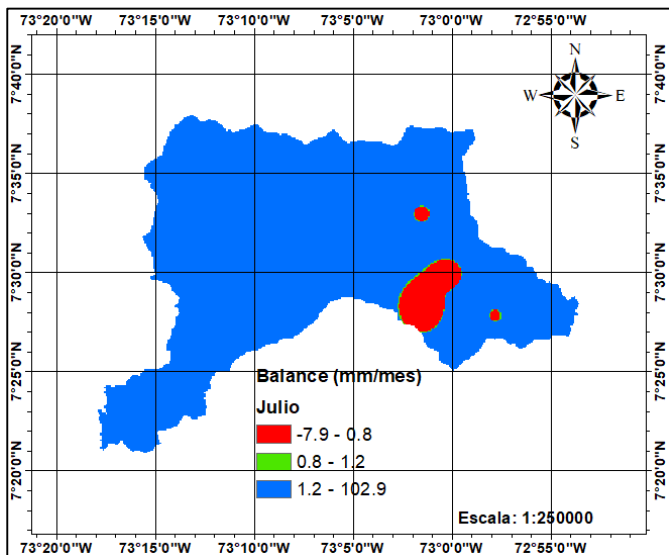 73°20'0"W 73°15'0"W 73°10'0"W 73°5'0"W 73°0'0"W 72°55'0"W
7°40'0"N 7°40'0"N
7°35'0"N 7°35'0"N
7°30'0"N 7°30'0"N
7°25'0"N 7°25'0"N
7°20'0"N 7°20'0"N
N
W E
S
Balance (mm/mes)
Julio
-7.9 - 0.8
0.8 - 1.2
1.2 - 102.9
Escala: 1:250000
73°20'0"W 73°15'0"W 73°10'0"W 73°5'0"W 73°0'0"W 72°55'0"W